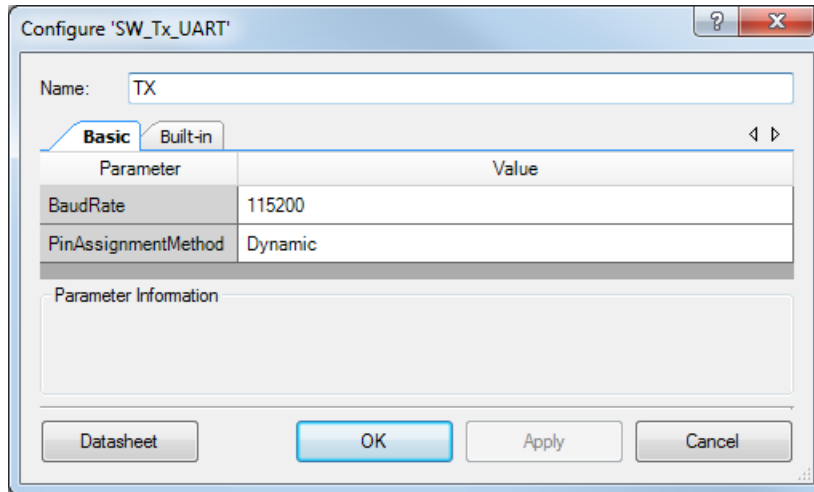 Configure 'SW_Tx_UART'
Name: TX
Basic Built-in
Parameter Value
BaudRate 115200
PinAssignmentMethod Dynamic
Parameter Information
Datasheet OK Apply Cancel